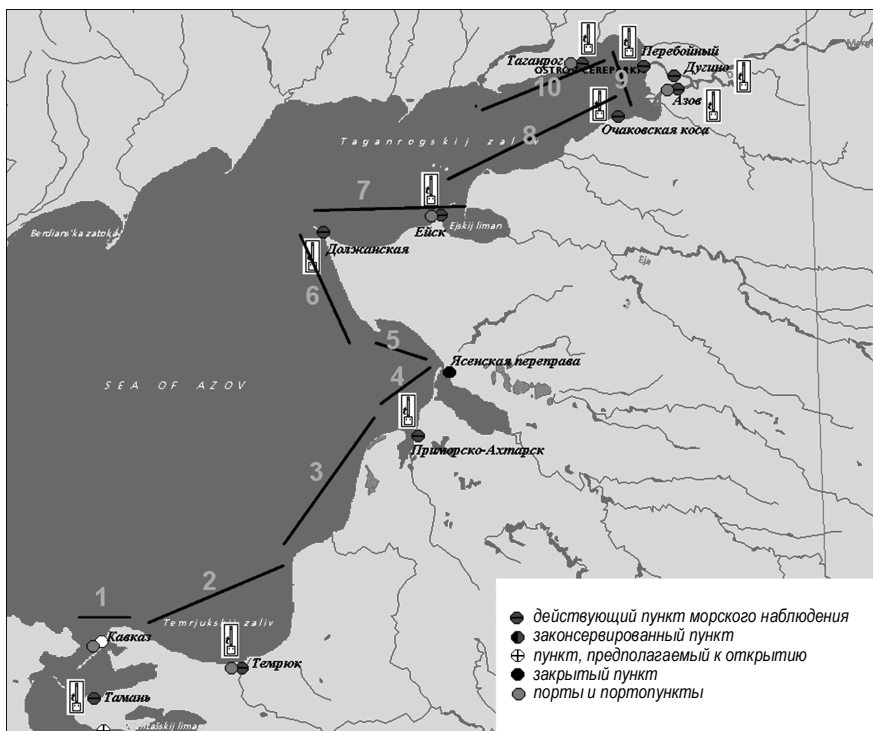 Таганрог
Перебойный
Дугино
Азов
Очаковская коса
9
10
8
Taganrogskij zaliv
7
Berdians'ka zatoka
Ейск
Ejskij liman
Должанская
Eja
6
5
Ясенская переправа
SEA OF AZOV
4
Приморско-Ахтарск
3
2
1
Temrjukskij zaliv
Кавказ
Темрюк
Тамань
liman
действующий пункт морского наблюдения
законсервированный пункт
пункт, предполагаемый к открытию
закрытый пункт
порты и портопункты